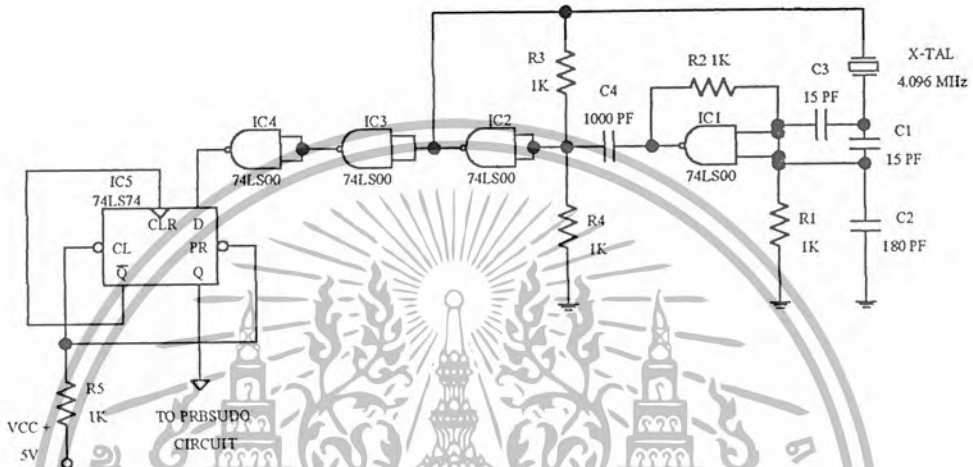 X-TAL
4.096 MHz
R3
1K
R2 1K
C3
15 PF
C4
1000 PF
IC1
74LS00
C1
15 PF
IC4
74LS00
IC3
74LS00
IC2
74LS00
IC5
74LS74
CLR
D
CL
PR
Q
Q
R4
1K
R1
1K
C2
180 PF
R5
1K
VCC +
5V
TO PRBSUDO
CIRCUIT